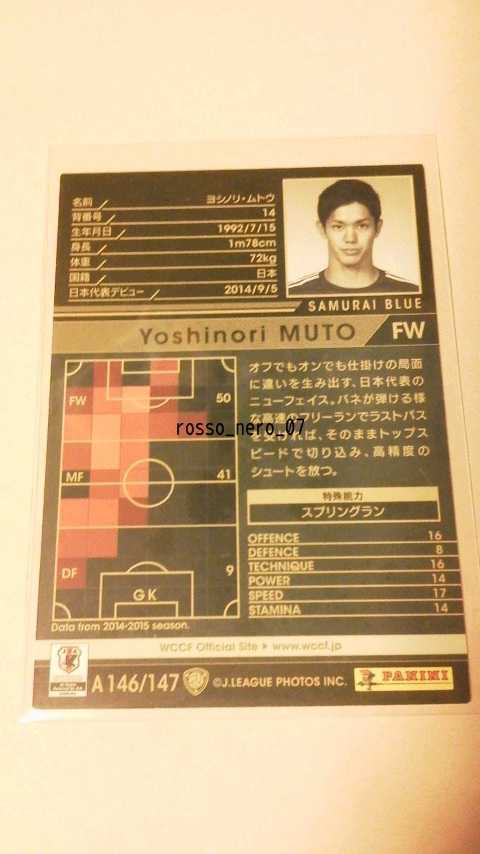 名前 ヨシノリ・ムトウ
背番号 14
生年月日 1992/7/15
身長 1m78cm
体重 72kg
国籍 日本
日本代表デビュー 2014/9/5
SAMURAI BLUE
Yoshinori MUTO FW
FW 50
MF 41
DF 9
GK
Data from 2014-2015 season.
オフでもオンでも仕掛けの局面
に違いを生み出す、日本代表の
ニューフェイス。バネが弾ける様
な高速のフリーランでラストパス
を受ければ、そのままトップス
ピードで切り込み、高精度の
シュートを放つ。
rosso_nero_07
特殊能力
スプリングラン
OFFENCE 16
DEFENCE 8
TECHNIQUE 16
POWER 14
SPEED 17
STAMINA 14
WCCF Official Site ▶ www.wccf.jp
JFA
A 146/147 ©J.LEAGUE PHOTOS INC. PANINI